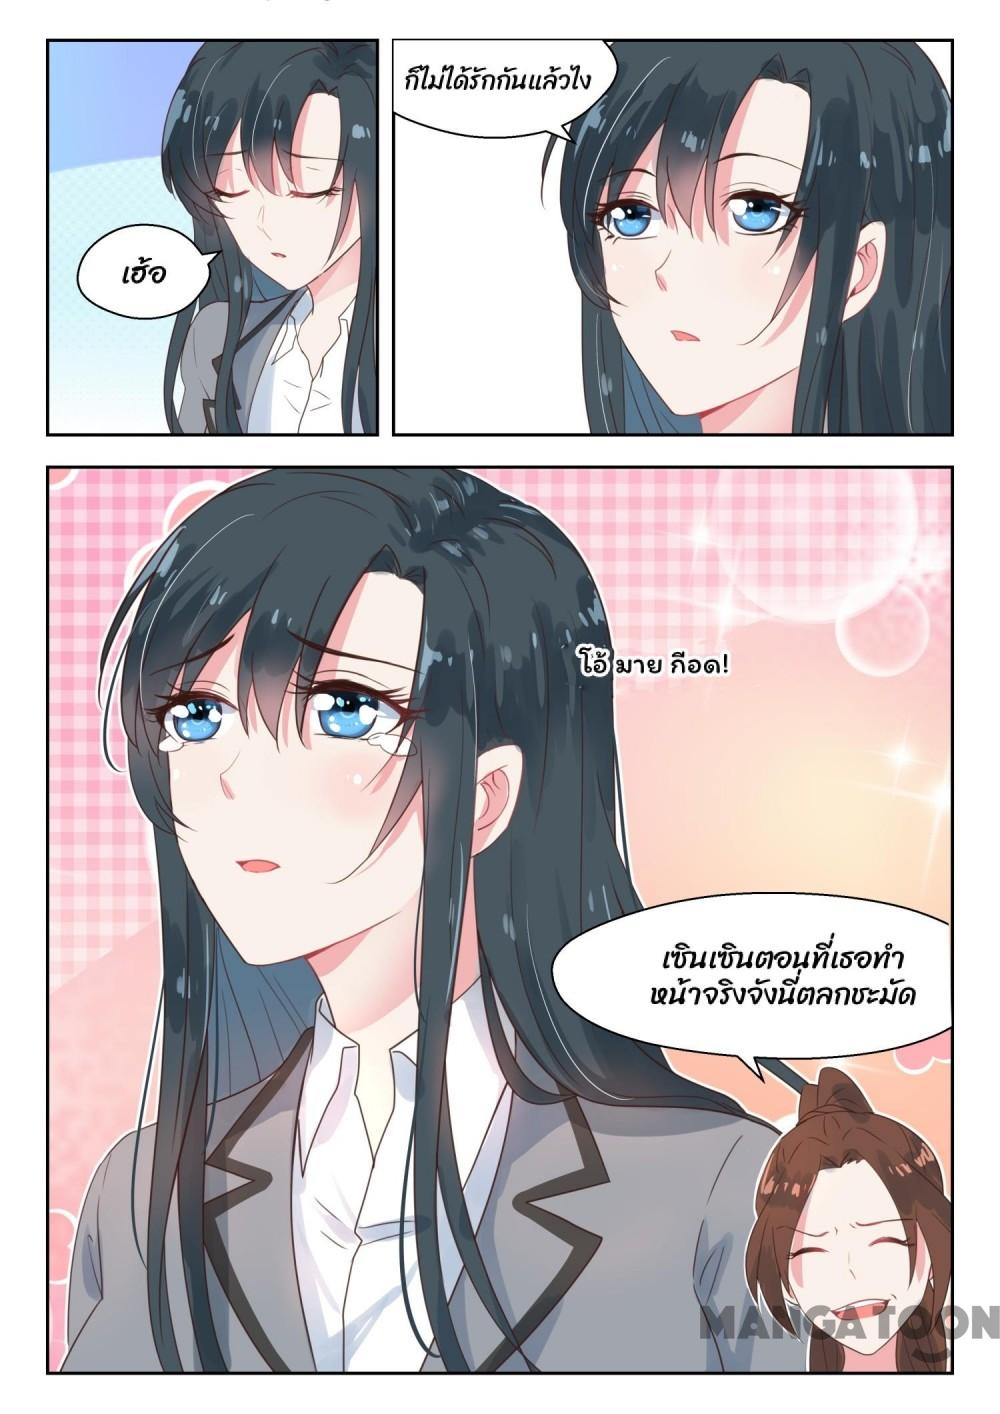 เฮ้อ
ก็ไม่ได้รักกันแล้วไง
โอ้ มาย ก๊อด!
เซินเซินตอนที่เธอทำ
หน้าจริงจังนี่ตลกชะมัด
MANGATOON